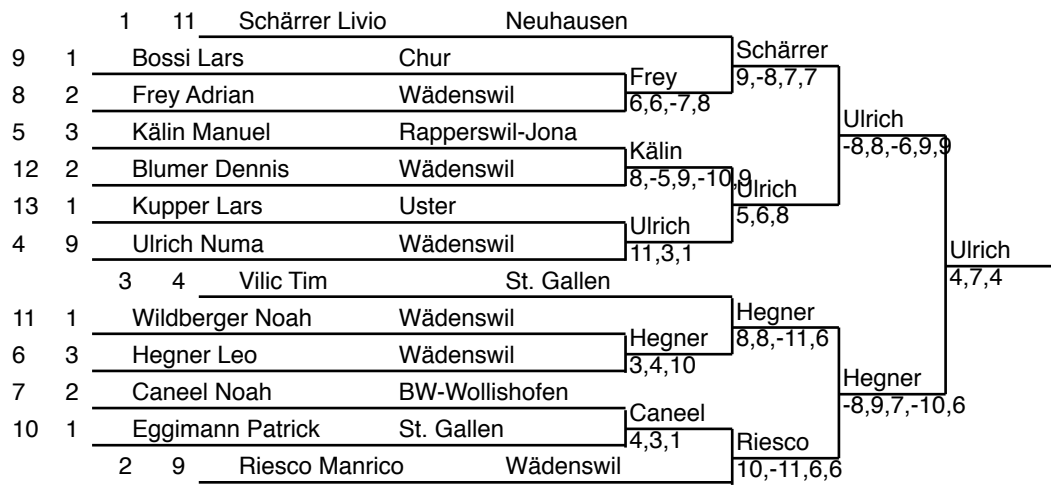 1 11 Schärrer Livio Neuhausen
Schärrer
9 1 Bossi Lars Chur
9,-8,7,7
Frey
8 2 Frey Adrian Wädenswil
6,6,-7,8
Ulrich
5 3 Kälin Manuel Rapperswil-Jona
-8,8,-6,9,9
Kälin
12 2 Blumer Dennis Wädenswil
8,-5,9,-10,9
Ulrich
13 1 Kupper Lars Uster
5,6,8
Ulrich
4 9 Ulrich Numa Wädenswil
11,3,1
Ulrich
3 4 Vilic Tim St. Gallen
4,7,4
Hegner
11 1 Wildberger Noah Wädenswil
8,8,-11,6
Hegner
6 3 Hegner Leo Wädenswil
3,4,10
Hegner
7 2 Caneel Noah BW-Wollishofen
-8,9,7,-10,6
Caneel
10 1 Eggimann Patrick St. Gallen
4,3,1
Riesco
2 9 Riesco Manrico Wädenswil
10,-11,6,6